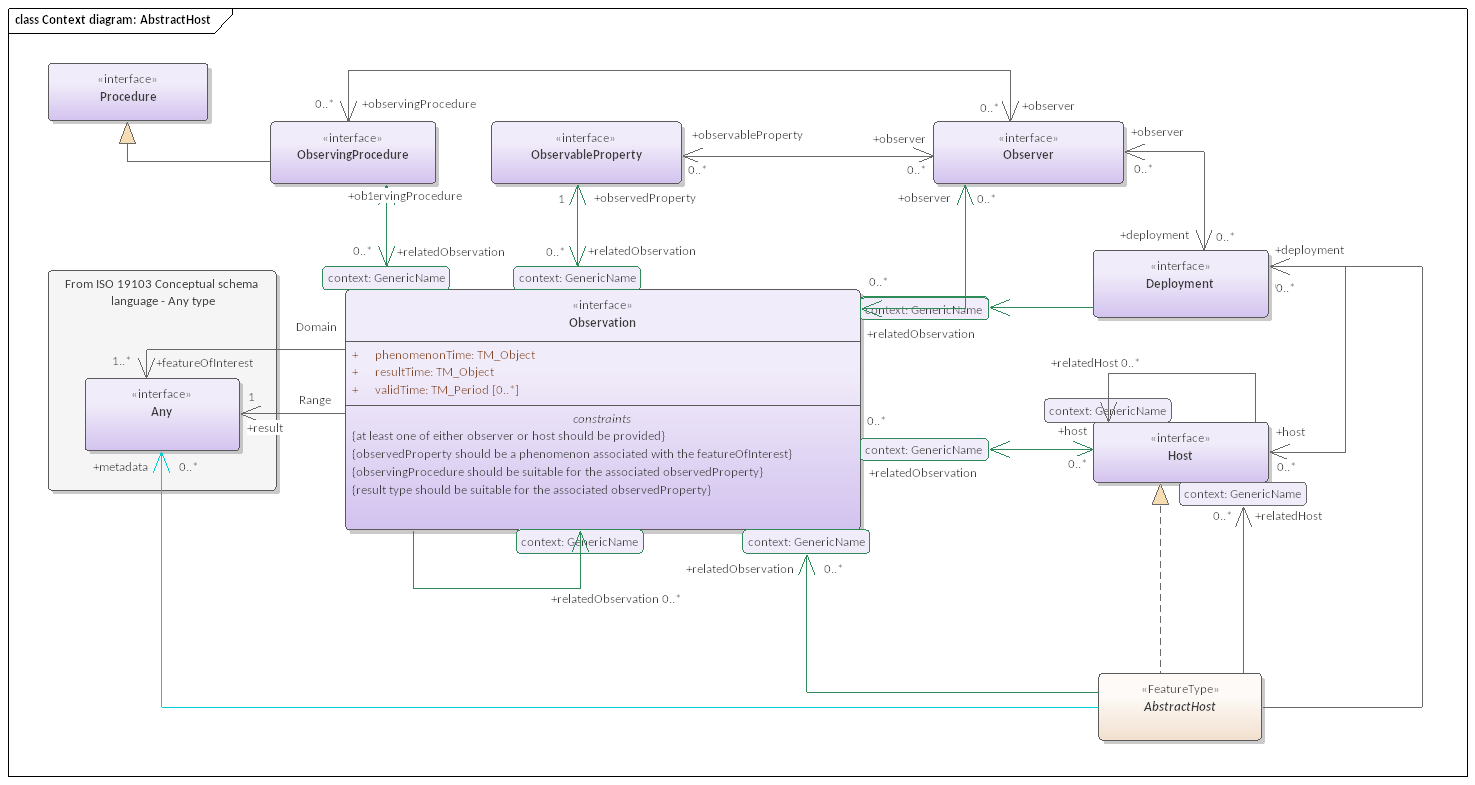 class Context diagram: AbstractHost
«interface»
Procedure
0..*
+observingProcedure
0..*
+observer
«interface»
ObservingProcedure
«interface»
ObservableProperty
+observableProperty
0..*
+observer
0..*
«interface»
Observer
+observer
0..*
+ob1ervingProcedure
1
+observedProperty
+observer
0..*
0..*
+relatedObservation
0..*
+relatedObservation
+deployment
0..*
+deployment
0..*
context: GenericName
context: GenericName
«interface»
Deployment
From ISO 19103 Conceptual schema
language - Any type
«interface»
Observation
0..*
context: GenericName
+relatedObservation
Domain
1..*
+featureOfInterest
+ phenomenonTime: TM_Object
+ resultTime: TM_Object
+ validTime: TM_Period [0..*]
+relatedHost 0..*
«interface»
Any
1
Range
+result
constraints
{at least one of either observer or host should be provided}
{observedProperty should be a phenomenon associated with the featureOfInterest}
{observingProcedure should be suitable for the associated observedProperty}
{result type should be suitable for the associated observedProperty}
0..*
context: GenericName
+relatedObservation
context: GenericName
+host
0..*
«interface»
Host
+host
0..*
+metadata
0..*
context: GenericName
0..*
+relatedHost
context: GenericName
context: GenericName
+relatedObservation
0..*
+relatedObservation 0..*
«FeatureType»
AbstractHost